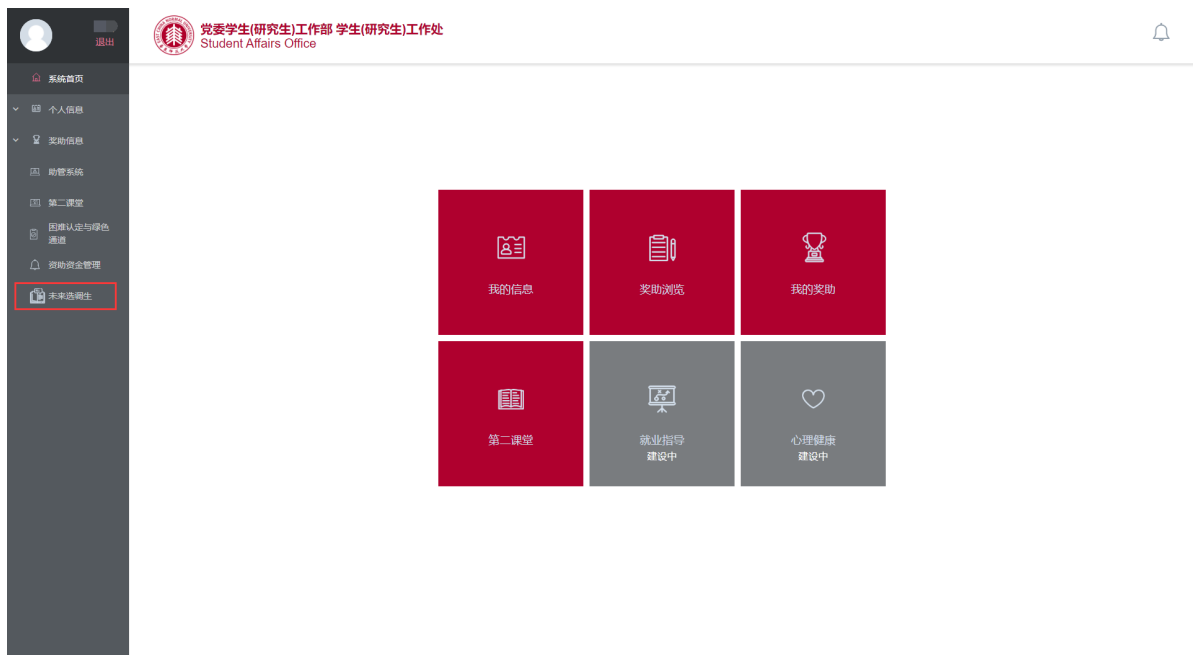 退出
党委学生(研究生)工作部 学生(研究生)工作处
Student Affairs Office
系统首页
个人信息
奖助信息
助管系统
第二课堂
困难认定与绿色
通道
资助资金管理
未来选调生
我的信息
奖助浏览
我的奖助
第二课堂
就业指导
建设中
心理健康
建设中